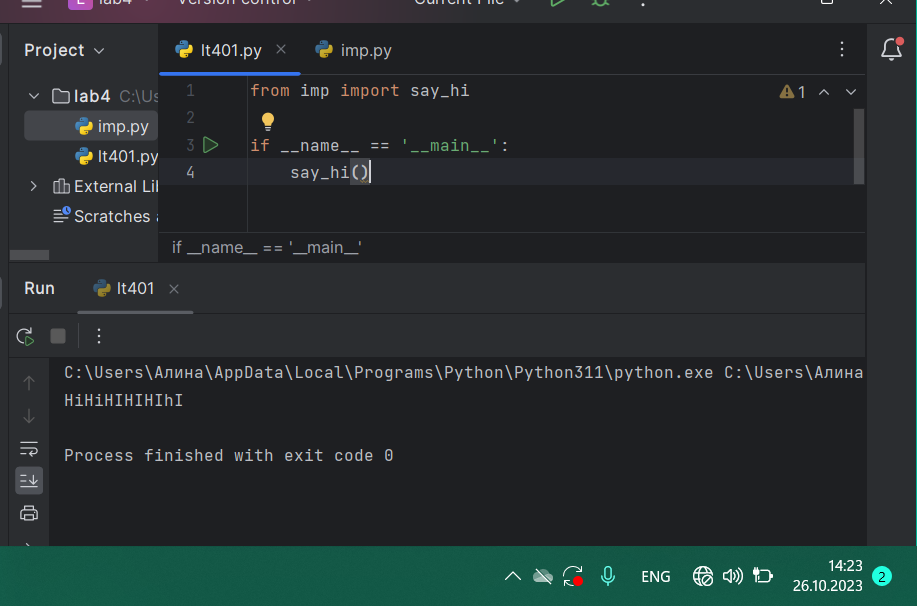 L lab4 Version control Current File
Project
lt401.py
imp.py
lab4 C:\Us
imp.py
lt401.py
External Lib
Scratches a
1 from imp import say_hi
1
2
3 if __name__ == '__main__':
4 say_hi()
if __name__ == '__main__'
Run
lt401
C:\Users\Алина\AppData\Local\Programs\Python\Python311\python.exe C:\Users\Алина
HiHiHIHIHIhI
Process finished with exit code 0
ENG
14:23
26.10.2023
2